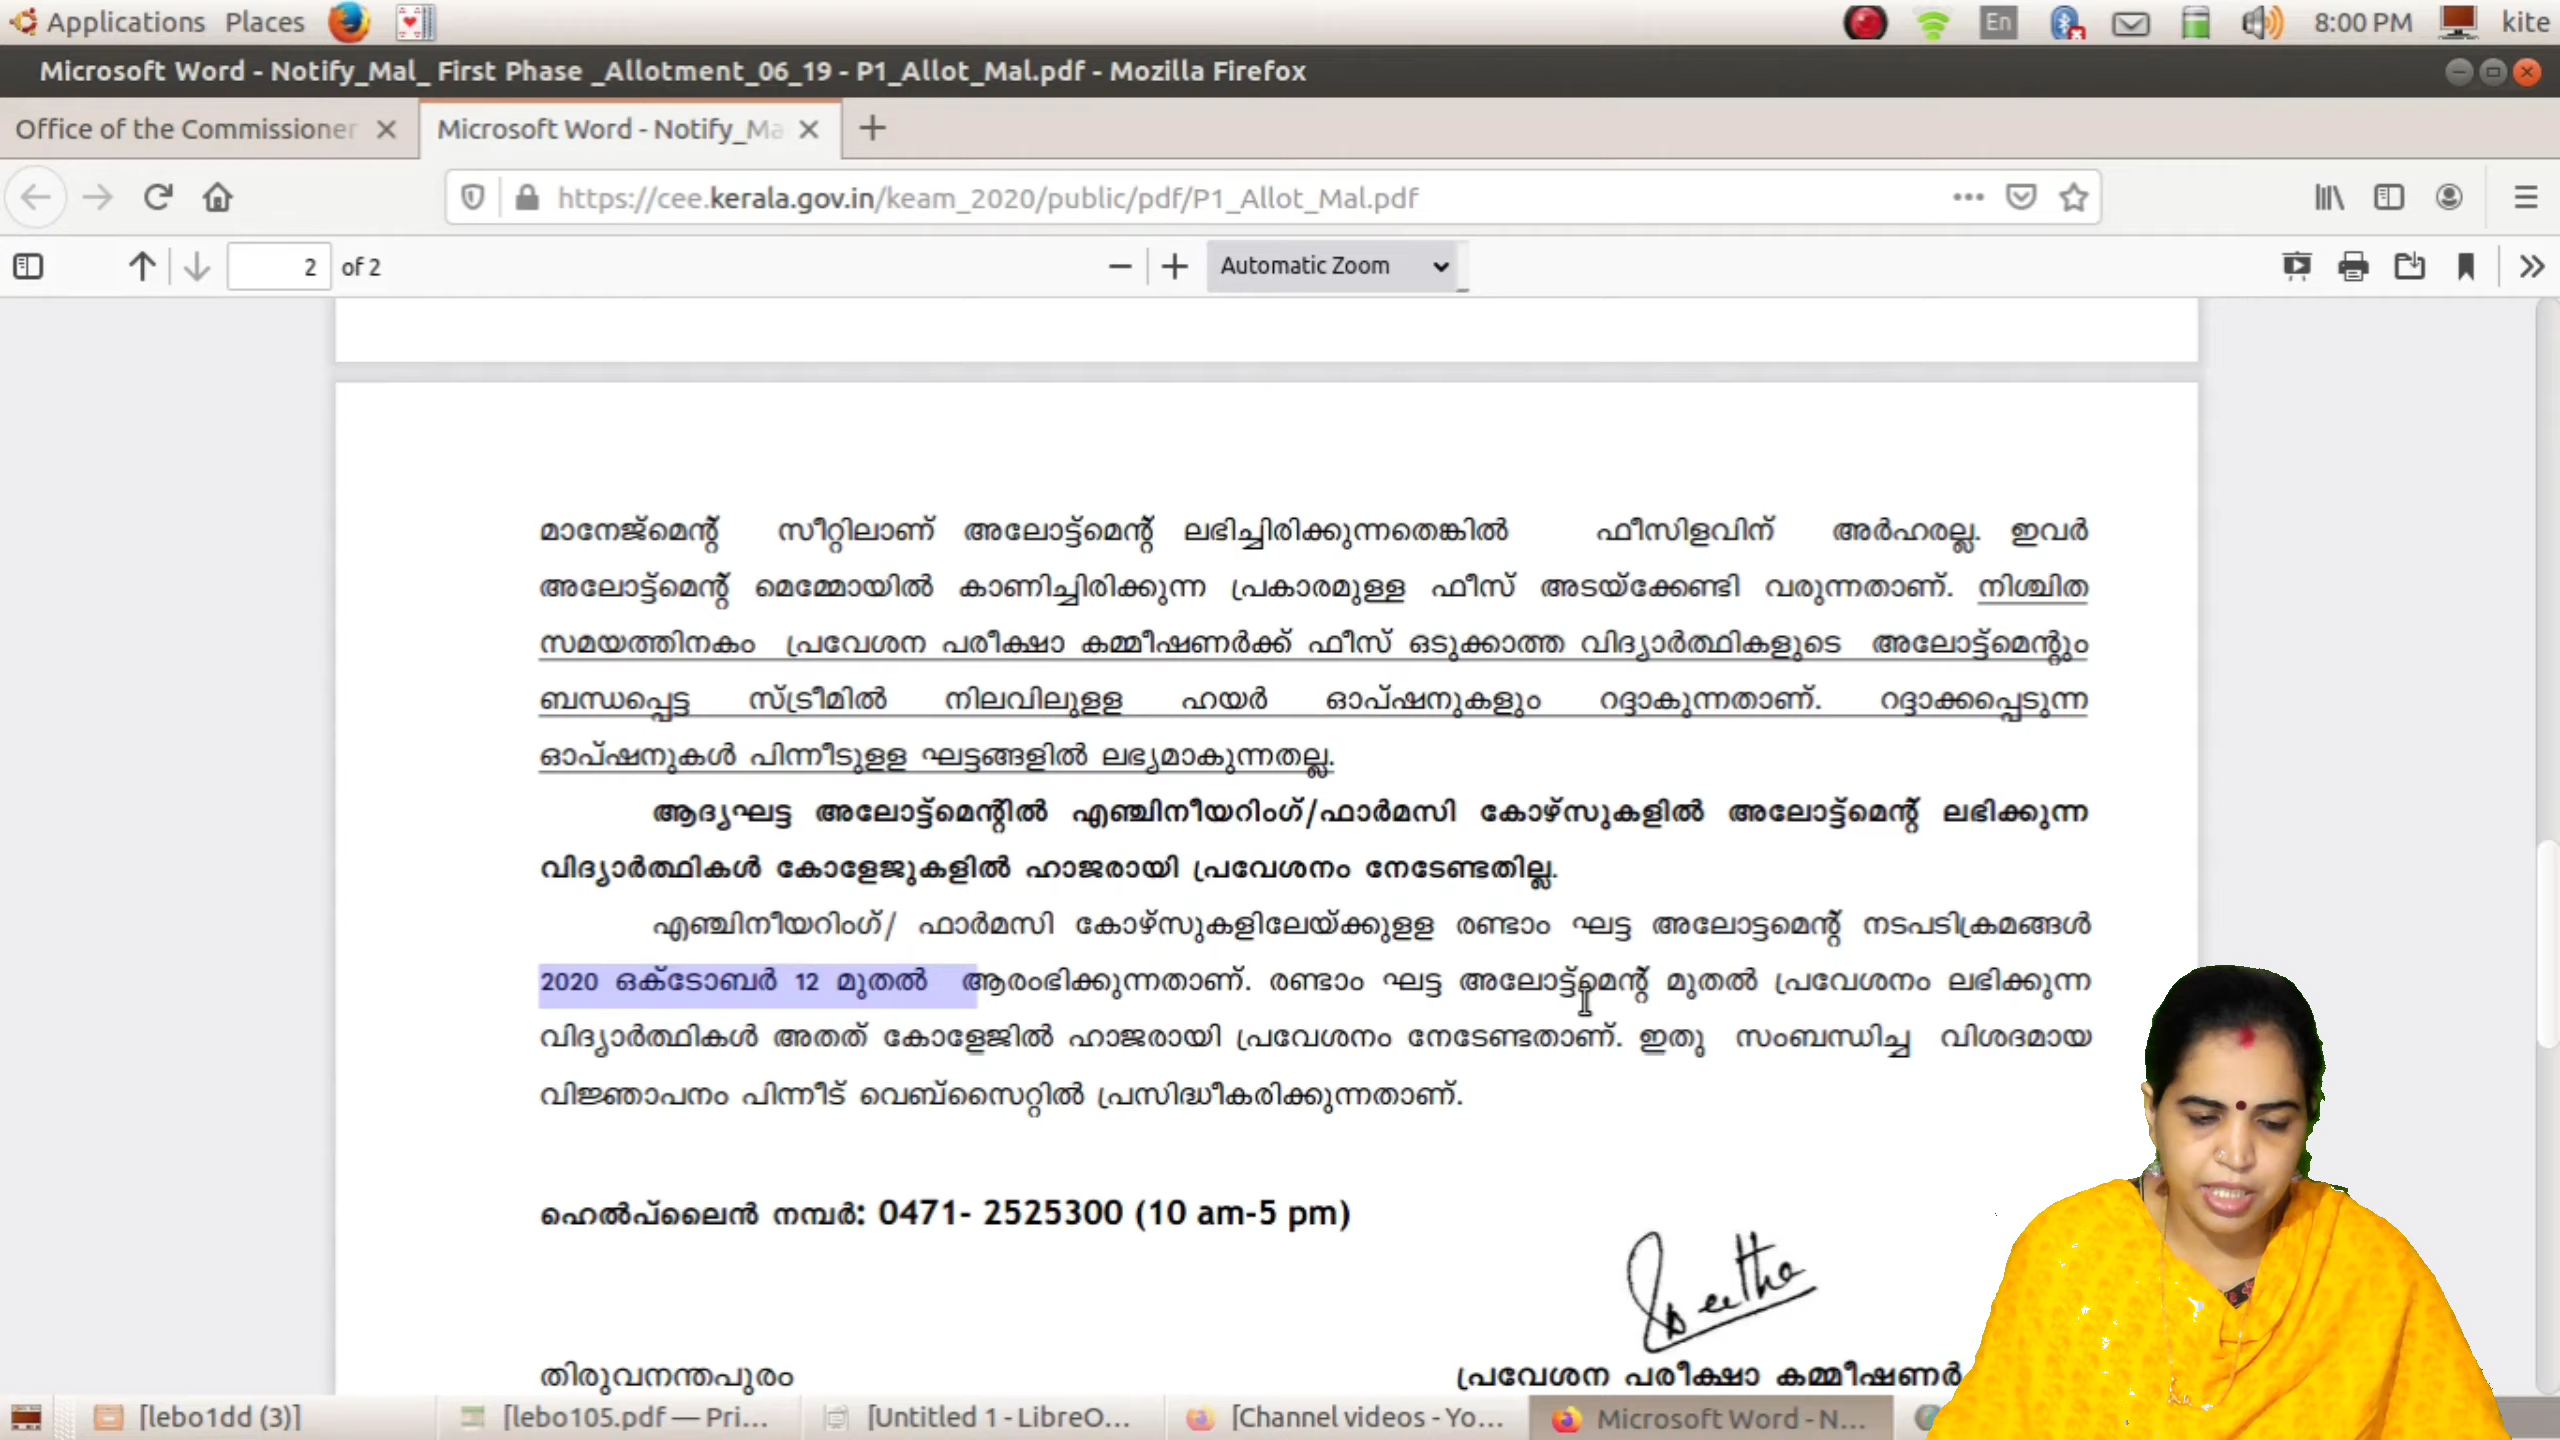 Applications Places En 8:00 PM kite
Microsoft Word - Notify_Mal_ First Phase _Allotment_06_19 - P1_Allot_Mal.pdf - Mozilla Firefox
Office of the Commissioner Microsoft Word - Notify_Ma
https://cee.kerala.gov.in/keam_2020/public/pdf/P1_Allot_Mal.pdf
2 of 2 Automatic Zoom
മാനേജ്മെന്റ് സീറ്റിലാണ് അലോട്ട്മെന്റ് ലഭിച്ചിരിക്കുന്നതെങ്കിൽ ഫീസിളവിന് അർഹരല്ല. ഇവർ
അലോട്ട്മെന്റ് മെമ്മോയിൽ കാണിച്ചിരിക്കുന്ന പ്രകാരമുള്ള ഫീസ് അടയ്ക്കേണ്ടി വരുന്നതാണ്. നിശ്ചിത
സമയത്തിനകം പ്രവേശന പരീക്ഷാ കമ്മീഷണർക്ക് ഫീസ് ഒടുക്കാത്ത വിദ്യാർത്ഥികളുടെ അലോട്ട്മെന്റും
ബന്ധപ്പെട്ട സ്ട്രീമിൽ നിലവിലുളള ഹയർ ഓപ്ഷനുകളും റദ്ദാകുന്നതാണ്. റദ്ദാക്കപ്പെടുന്ന
ഓപ്ഷനുകൾ പിന്നീടുളള ഘട്ടങ്ങളിൽ ലഭ്യമാകുന്നതല്ല.
ആദ്യഘട്ട അലോട്ട്മെന്റിൽ എഞ്ചിനീയറിംഗ്/ഫാർമസി കോഴ്സുകളിൽ അലോട്ട്മെന്റ് ലഭിക്കുന്ന
വിദ്യാർത്ഥികൾ കോളേജുകളിൽ ഹാജരായി പ്രവേശനം നേടേണ്ടതില്ല.
എഞ്ചിനീയറിംഗ്/ ഫാർമസി കോഴ്സുകളിലേയ്ക്കുളള രണ്ടാം ഘട്ട അലോട്ടമെന്റ് നടപടിക്രമങ്ങൾ
2020 ഒക്ടോബർ 12 മുതൽ ആരംഭിക്കുന്നതാണ്. രണ്ടാം ഘട്ട അലോട്ട്മെന്റ് മുതൽ പ്രവേശനം ലഭിക്കുന്ന
വിദ്യാർത്ഥികൾ അതത് കോളേജിൽ ഹാജരായി പ്രവേശനം നേടേണ്ടതാണ്. ഇതു സംബന്ധിച്ച വിശദമായ
വിജ്ഞാപനം പിന്നീട് വെബ്സൈറ്റിൽ പ്രസിദ്ധീകരിക്കുന്നതാണ്.
ഹെൽപ്‌ലൈൻ നമ്പർ: 0471- 2525300 (10 am-5 pm)
തിരുവനന്തപുരം പ്രവേശന പരീക്ഷാ കമ്മീഷണർ
[lebo1dd (3)] [lebo105.pdf — Pri... [Untitled 1 - LibreO... [Channel videos - Yo... Microsoft Word - N...